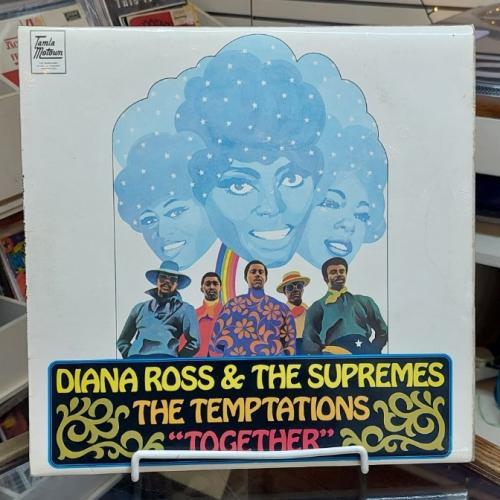 Tamla
Motown
DIANA ROSS & THE SUPREMES
THE TEMPTATIONS
"TOGETHER"